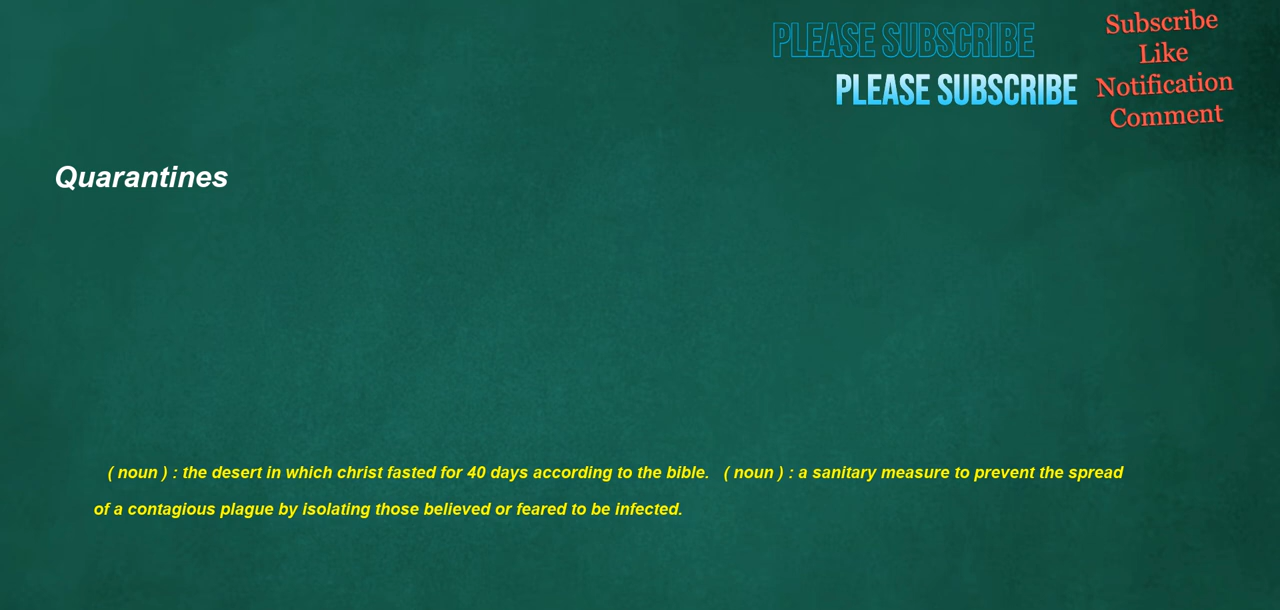 PLEASE SUBSCRIBE
PLEASE SUBSCRIBE
Subscribe
Like
Notification
Comment
Quarantines
( noun ) : the desert in which christ fasted for 40 days according to the bible. ( noun ) : a sanitary measure to prevent the spread
of a contagious plague by isolating those believed or feared to be infected.